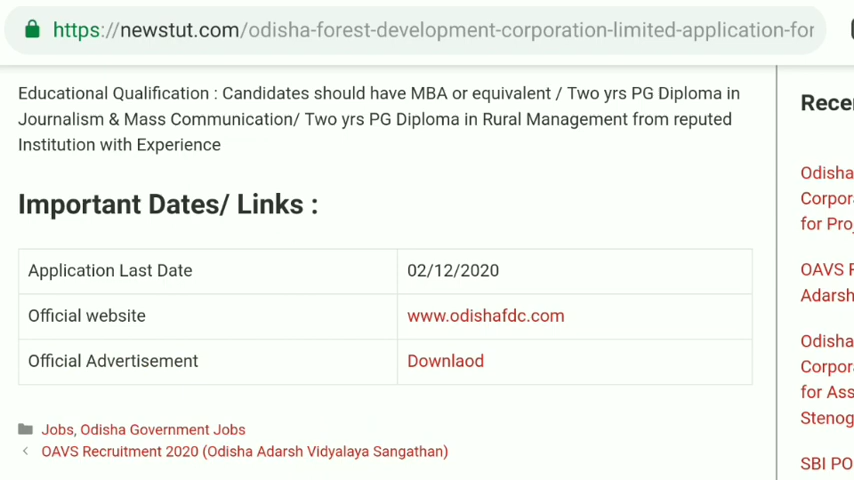 https://newstut.com/odisha-forest-development-corporation-limited-application-for
Educational Qualification : Candidates should have MBA or equivalent / Two yrs PG Diploma in
Journalism & Mass Communication/ Two yrs PG Diploma in Rural Management from reputed
Institution with Experience
Important Dates/ Links :
Application Last Date 02/12/2020
Official website www.odishafdc.com
Official Advertisement Downlaod
Jobs, Odisha Government Jobs
OAVS Recruitment 2020 (Odisha Adarsh Vidyalaya Sangathan)
Recer
Odisha
Corpor
for Pro
OAVS R
Adarsh
Odisha
Corpor
for Ass
Stenog
SBI PO